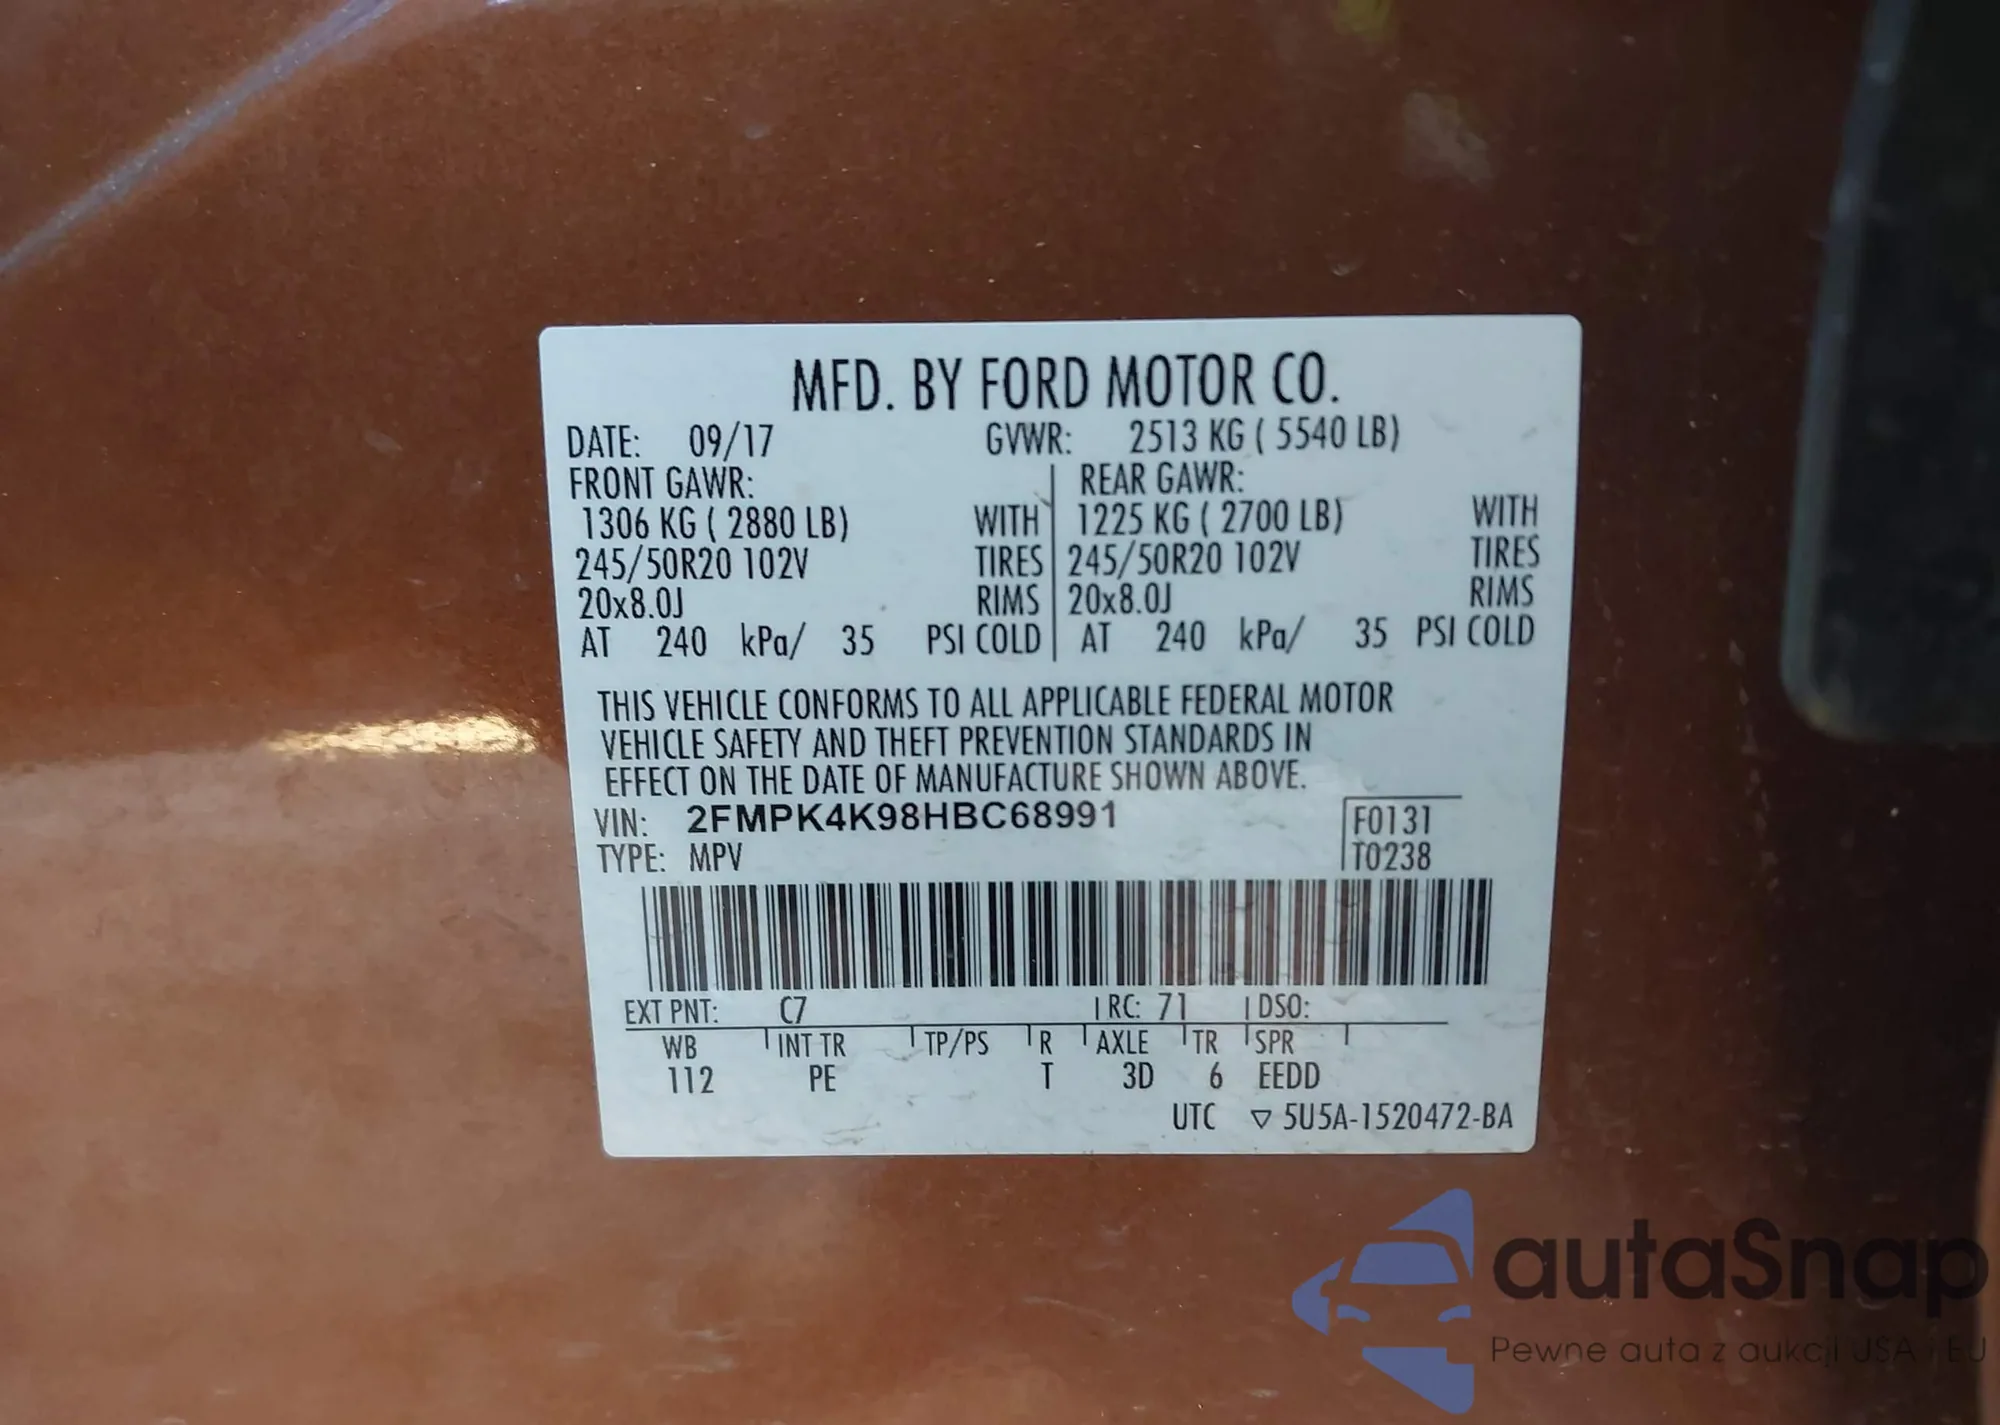 MFD. BY FORD MOTOR CO.
DATE: 09/17 GVWR: 2513 KG ( 5540 LB)
FRONT GAWR: REAR GAWR:
1306 KG ( 2880 LB) WITH 1225 KG ( 2700 LB) WITH
245/50R20 102V TIRES 245/50R20 102V TIRES
20x8.0J RIMS 20x8.0J RIMS
AT 240 kPa/ 35 PSI COLD AT 240 kPa/ 35 PSI COLD
THIS VEHICLE CONFORMS TO ALL APPLICABLE FEDERAL MOTOR
VEHICLE SAFETY AND THEFT PREVENTION STANDARDS IN
EFFECT ON THE DATE OF MANUFACTURE SHOWN ABOVE.
VIN: 2FMPK4K98HBC68991 F0131
TYPE: MPV T0238
EXT PNT: C7 RC: 71 DSO:
WB INT TR TP/PS R AXLE TR SPR
112 PE T 3D 6 EEDD
UTC ▽ 5U5A-1520472-BA
autaSnap
Pewne auta z aukcji USA i EU